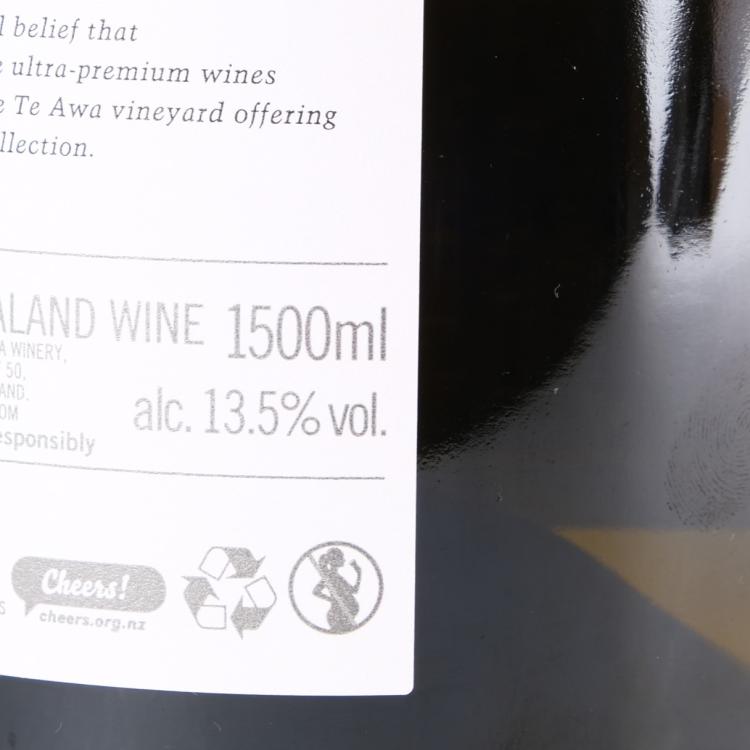 l belief that
ultra-premium wines
e Te Awa vineyard offering
llection.
ALAND WINE 1500ml
A WINERY,
50,
AND.
OM
alc. 13.5% vol.
esponsibly
Cheers!
cheers.org.nz
S